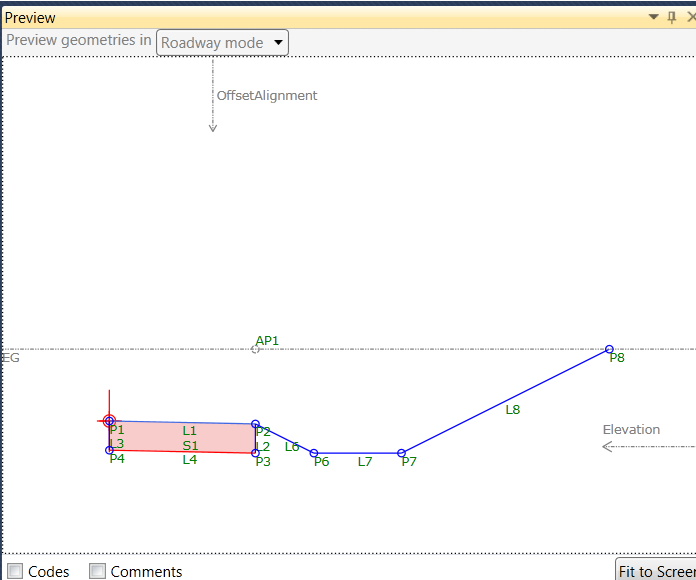 Preview
Preview geometries in Roadway mode
OffsetAlignment
AP1
EG
P8
L8
Elevation
P1 L1 P2
L3 S1 L2 L6
P4 L4 P3 P6 L7 P7
Codes Comments Fit to Screen